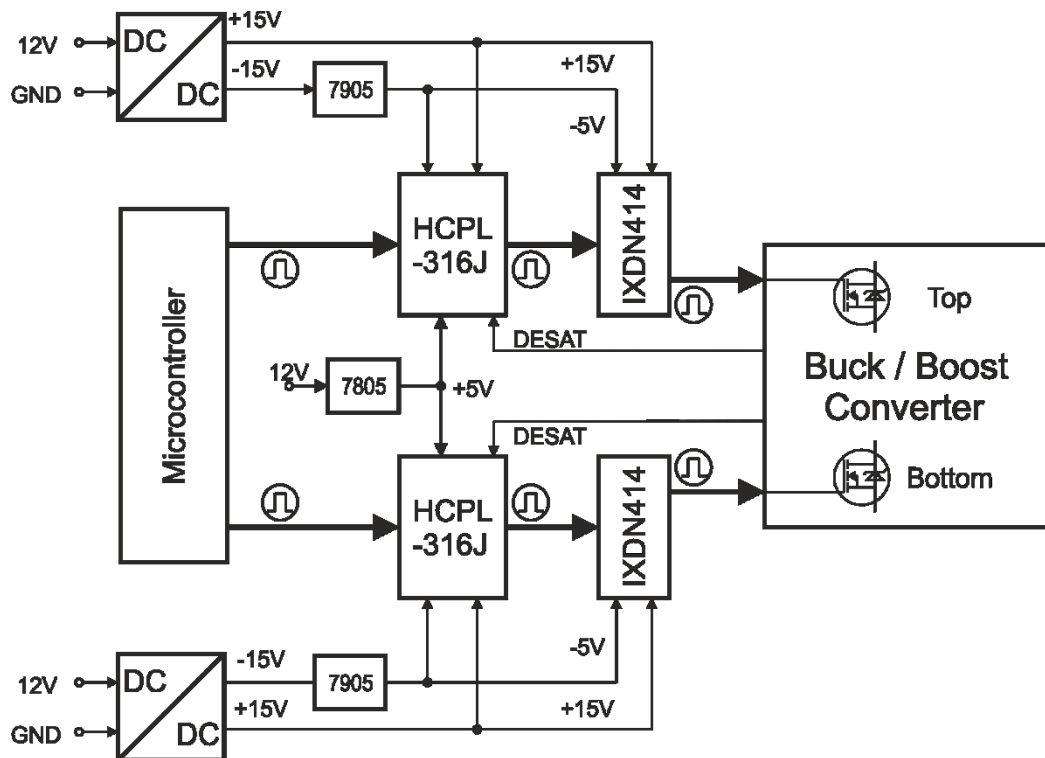 +15V
12V
DC
-15V
+15V
7905
GND
DC
-5V
HCPL
-316J
IXDN414
Microcontroller
Top
DESAT
12V
7805
+5V
Buck / Boost
Converter
DESAT
HCPL
-316J
IXDN414
Bottom
-15V
-5V
12V
DC
7905
+15V
+15V
GND
DC